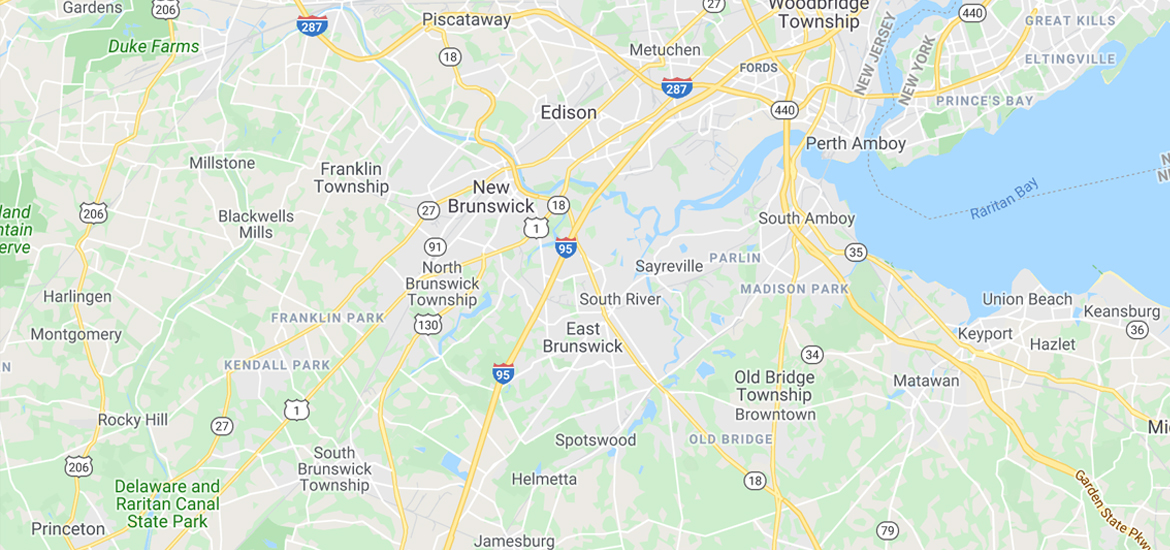 Gardens
206
Duke Farms
287
Piscataway
18
27
Woodbridge
Township
440
GREAT KILLS
ELTINGVILLE
Metuchen
FORDS
NEW JERSEY
NEW YORK
287
PRINCE'S BAY
440
Edison
Perth Amboy
Millstone
Franklin
Township
New
Brunswick
18
27
1
206
land
ntain
erve
Blackwells
Mills
Raritan Bay
N
NE
South Amboy
91
95
35
North
Brunswick
Township
Sayreville
PARLIN
MADISON PARK
Harlingen
South River
Union Beach
Keansburg
36
Montgomery
FRANKLIN PARK
130
East
Brunswick
Keyport
Hazlet
N
KENDALL PARK
95
34
Old Bridge
Township
Browntown
Matawan
Rocky Hill
27
1
OLD BRIDGE
Spotswood
Mi
206
South
Brunswick
Township
Helmetta
18
Garden State Pkwy
Delaware and
Raritan Canal
State Park
Princeton
Jamesburg
79